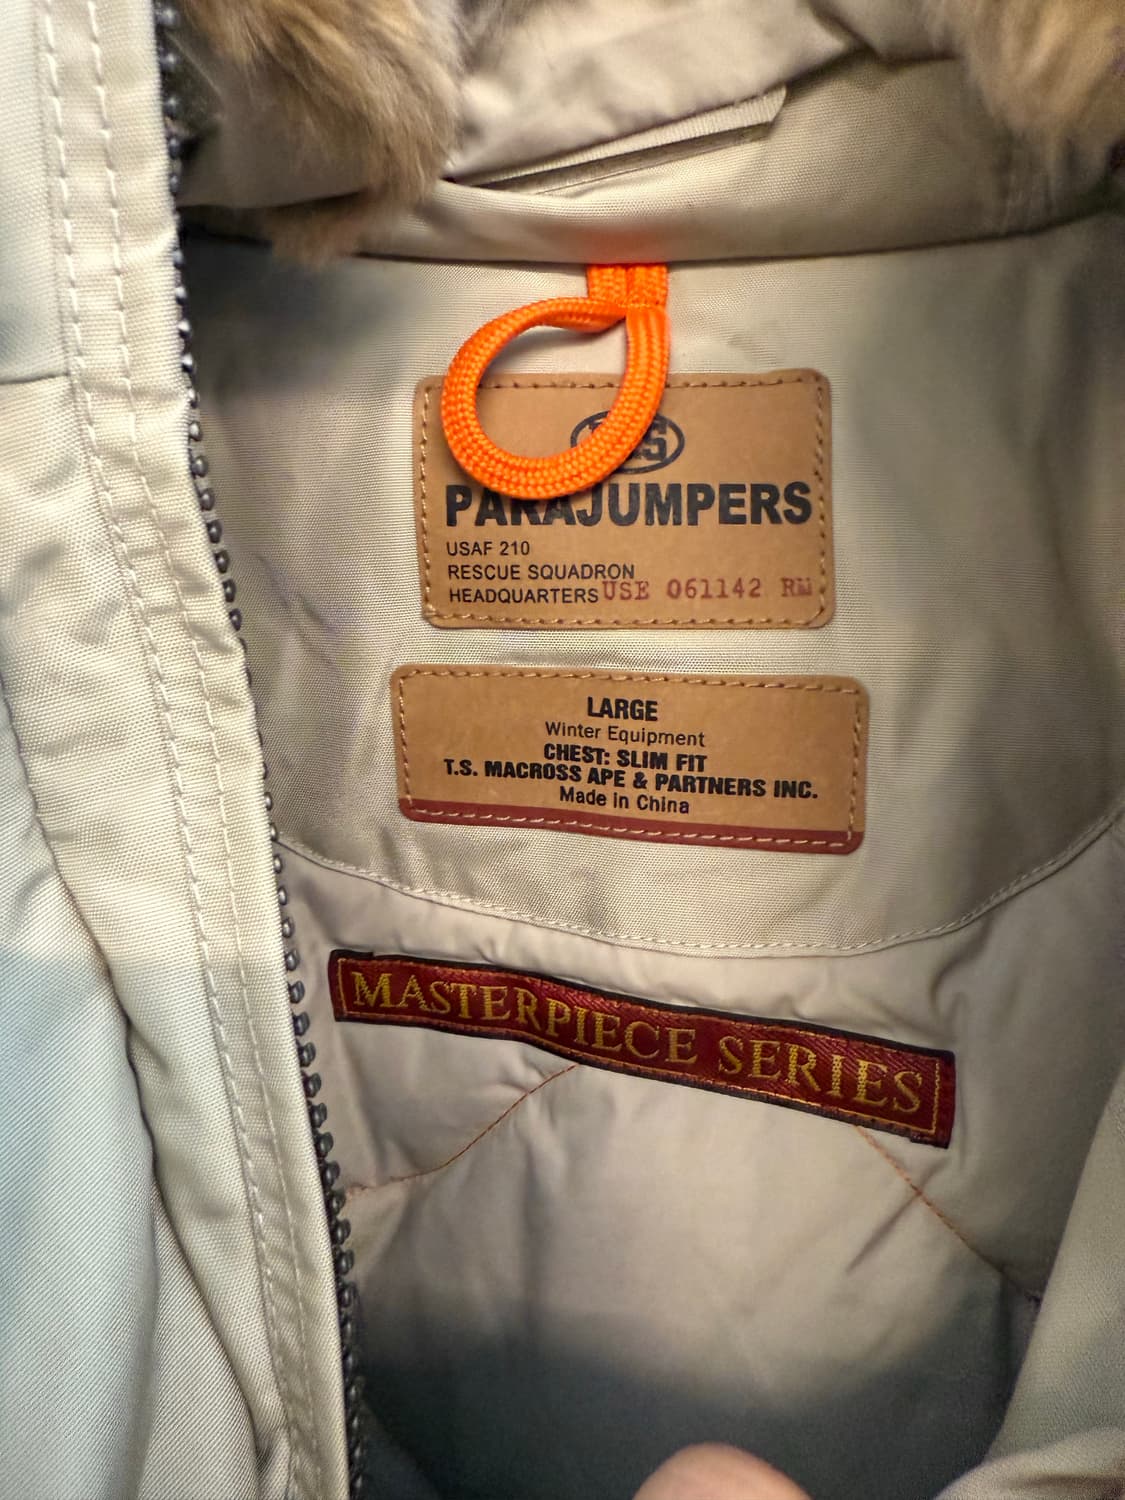 PARAJUMPERS
USAF 210
RESCUE SQUADRON
HEADQUARTERS USE 061142 RW
LARGE
Winter Equipment
CHEST: SLIM FIT
T.S. MACROSS APE & PARTNERS INC.
Made in China
MASTERPIECE SERIES